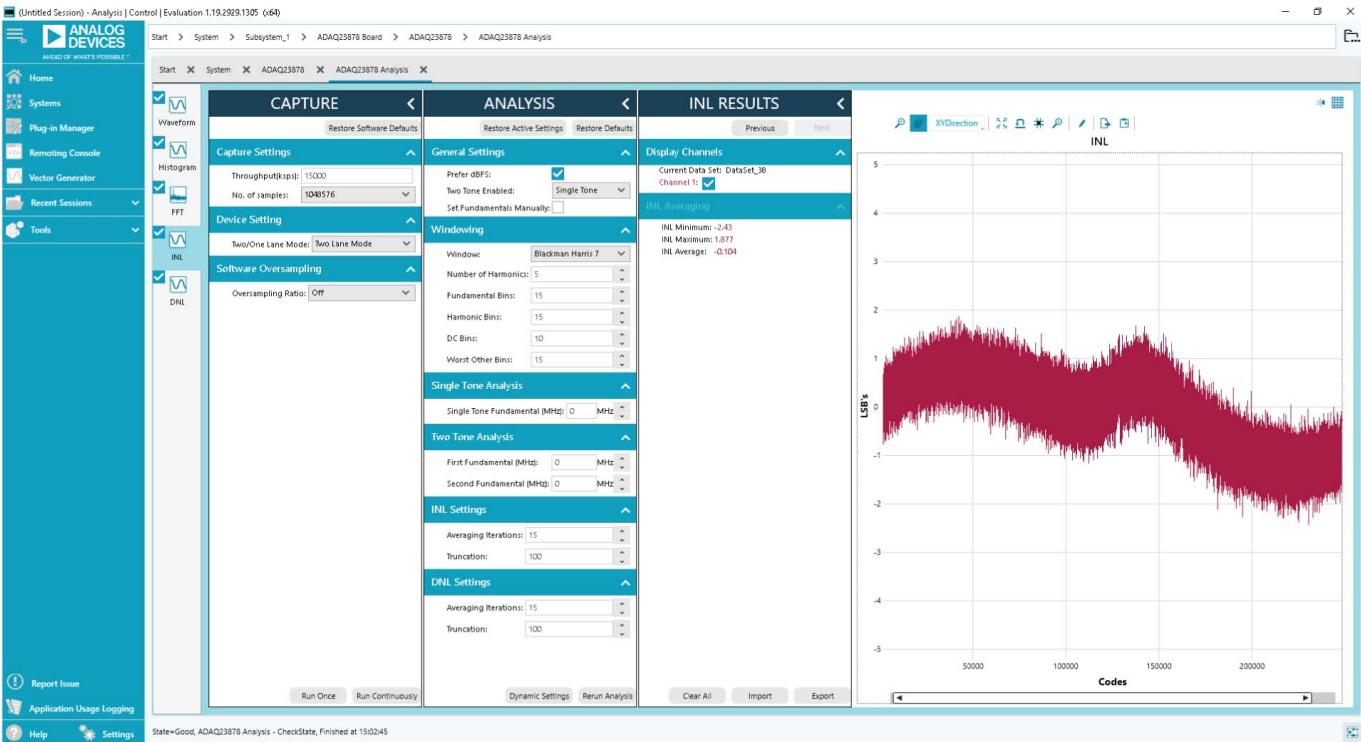 (Untitled Session) - Analysis | Control | Evaluation 1.19.2929.1305 (x64)
ANALOG
DEVICES
AHEAD OF WHAT'S POSSIBLE™
Start > System > Subsystem_1 > ADAQ23878 Board > ADAQ23878 > ADAQ23878 Analysis
Start System ADAQ23878 ADAQ23878 Analysis
Home
Systems
Plug-in Manager
Remoting Console
Vector Generator
Recent Sessions
Tools
Report Issue
Application Usage Logging
Help Settings
Waveform
Histogram
FFT
INL
DNL
CAPTURE
Restore Software Defaults
Capture Settings
Throughput(ksps): 15000
No. of samples: 1048576
Device Setting
Two/One Lane Mode: Two Lane Mode
Software Oversampling
Oversampling Ratio: Off
Run Once Run Continuously
ANALYSIS
Restore Active Settings Restore Defaults
General Settings
Prefer dBFS:
Two Tone Enabled: Single Tone
Set Fundamentals Manually:
Windowing
Window: Blackman Harris 7
Number of Harmonics: 5
Fundamental Bins: 15
Harmonic Bins: 15
DC Bins: 10
Worst Other Bins: 15
Single Tone Analysis
Single Tone Fundamental (MHz): 0 MHz
Two Tone Analysis
First Fundamental (MHz): 0 MHz
Second Fundamental (MHz): 0 MHz
INL Settings
Averaging Iterations: 15
Truncation: 100
DNL Settings
Averaging Iterations: 15
Truncation: 100
Dynamic Settings Rerun Analysis
INL RESULTS
Previous Next
Display Channels
Current Data Set: DataSet_38
Channel 1:
INL Averaging
INL Minimum: -2.43
INL Maximum: 1.877
INL Average: -0.104
Clear All Import Export
XYDirection
INL
5
4
3
2
1
0
-1
-2
-3
-4
-5
LSB's
50000 100000 150000 200000
Codes
State=Good, ADAQ23878 Analysis - CheckState, Finished at 15:02:45